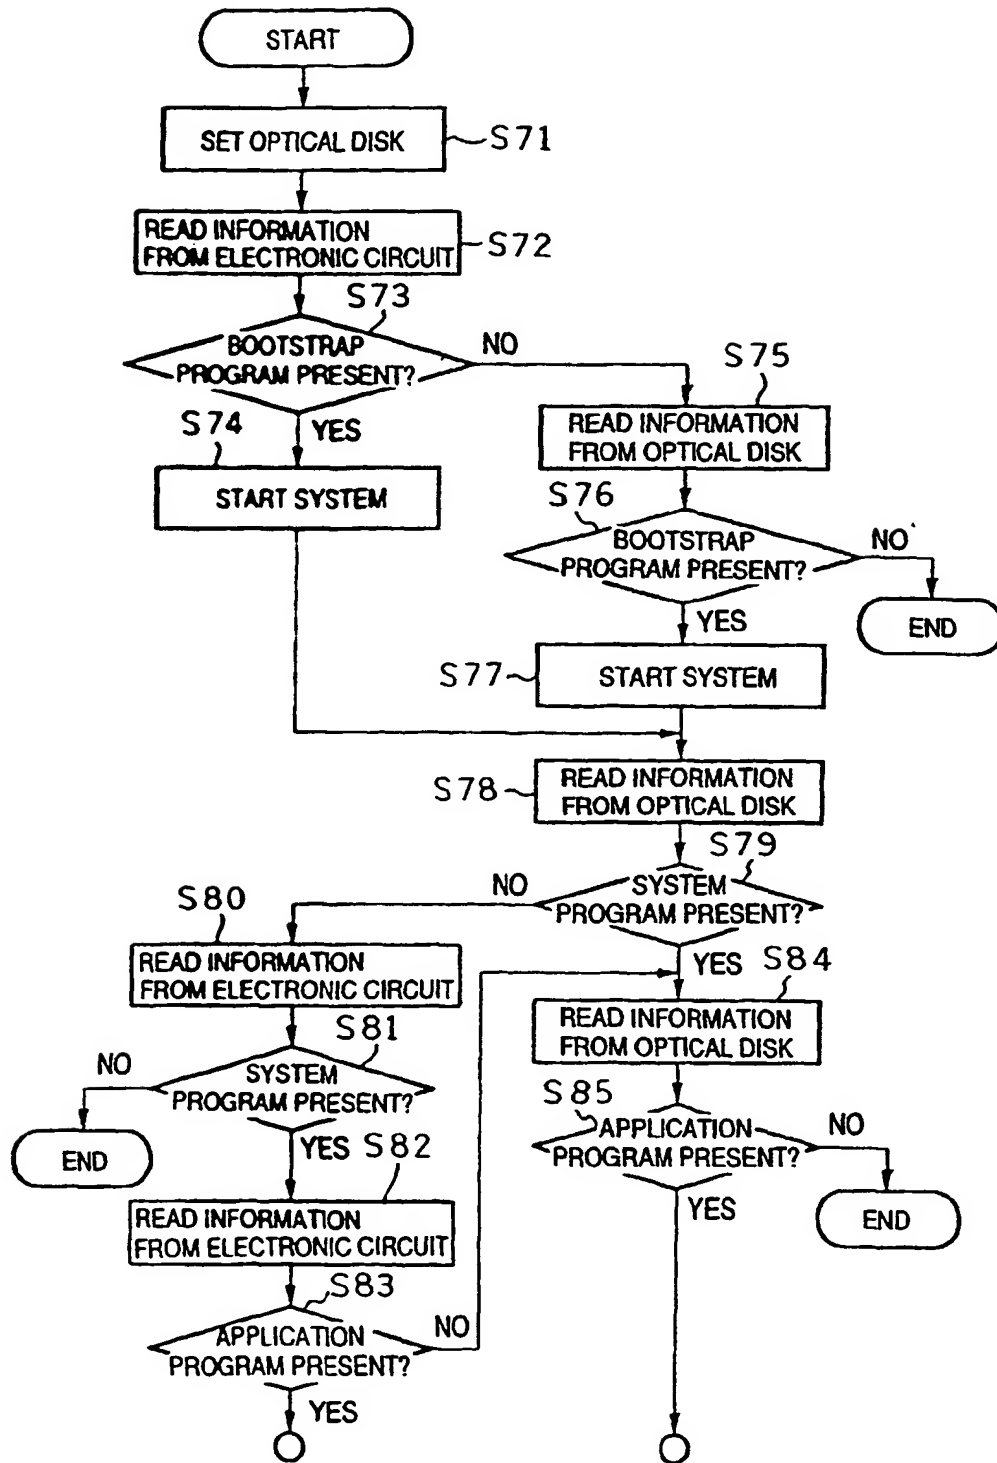 START
SET OPTICAL DISK
S71
READ INFORMATION
FROM ELECTRONIC CIRCUIT
S72
S73
BOOTSTRAP
PROGRAM PRESENT?
NO
YES
S74
START SYSTEM
S75
READ INFORMATION
FROM OPTICAL DISK
S76
BOOTSTRAP
PROGRAM PRESENT?
NO
END
YES
S77
START SYSTEM
S78
READ INFORMATION
FROM OPTICAL DISK
S79
SYSTEM
PROGRAM PRESENT?
NO
YES
S80
READ INFORMATION
FROM ELECTRONIC CIRCUIT
S81
SYSTEM
PROGRAM PRESENT?
NO
END
YES
S82
READ INFORMATION
FROM ELECTRONIC CIRCUIT
S83
APPLICATION
PROGRAM PRESENT?
NO
YES
S84
READ INFORMATION
FROM OPTICAL DISK
S85
APPLICATION
PROGRAM PRESENT?
NO
END
YES